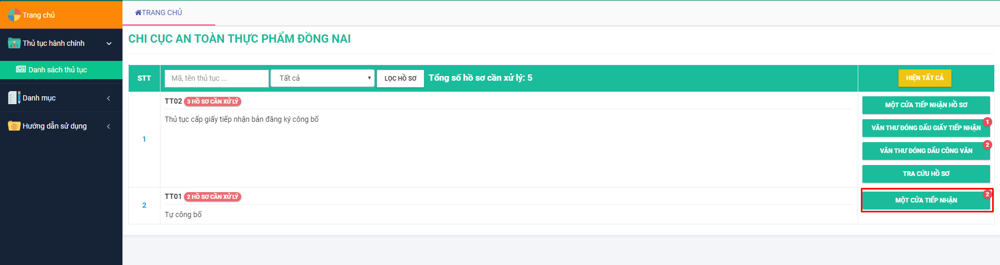 Trang chủ
Thủ tục hành chính
Danh sách thủ tục
Danh mục
Hướng dẫn sử dụng
TRANG CHỦ
CHI CỤC AN TOÀN THỰC PHẨM ĐỒNG NAI
STT Mã, tên thủ tục ... Tất cả LỌC HỒ SƠ Tổng số hồ sơ cần xử lý: 5 HIỆN TẤT CẢ
1
TT02 3 HỒ SƠ CẦN XỬ LÝ
Thủ tục cấp giấy tiếp nhận bản đăng ký công bố
MỘT CỬA TIẾP NHẬN HỒ SƠ
VĂN THƯ ĐÓNG DẤU GIẤY TIẾP NHẬN 1
VĂN THƯ ĐÓNG DẤU CÔNG VĂN 2
TRA CỨU HỒ SƠ
2
TT01 2 HỒ SƠ CẦN XỬ LÝ
Tự công bố
MỘT CỬA TIẾP NHẬN 2